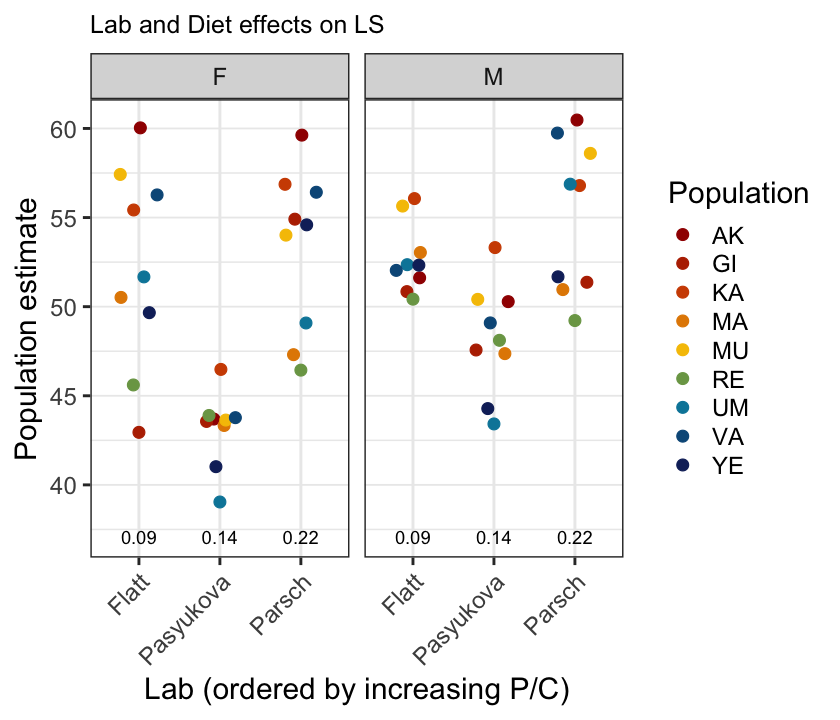 Lab and Diet effects on LS
F
M
60
55
50
45
40
Population estimate
0.09
0.14
0.22
0.09
0.14
0.22
Flatt
Pasyukova
Parsch
Flatt
Pasyukova
Parsch
Lab (ordered by increasing P/C)
Population
AK
GI
KA
MA
MU
RE
UM
VA
YE